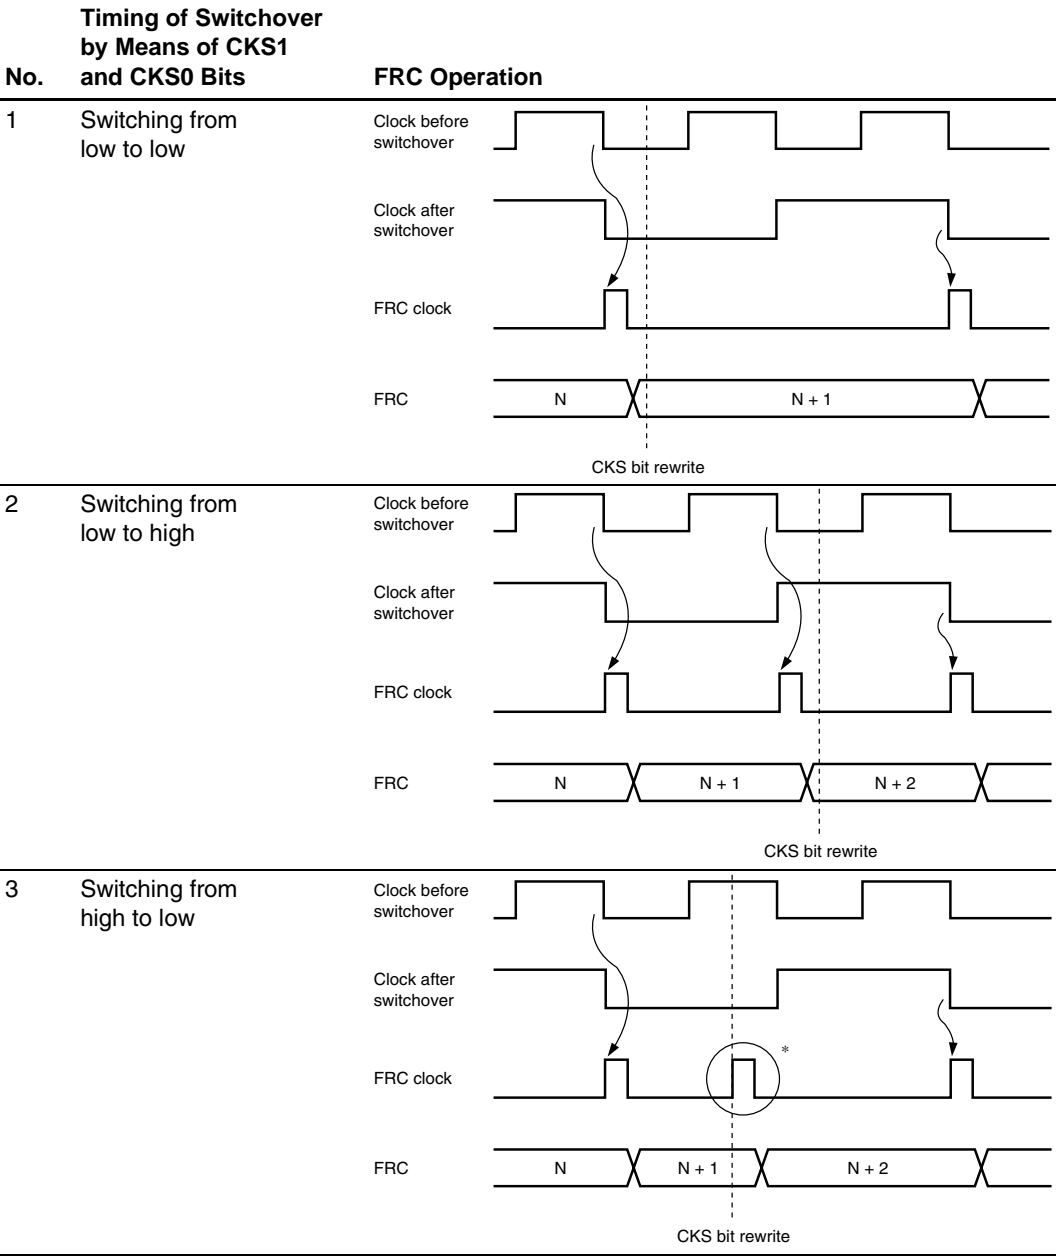 No.
Timing of Switchover
by Means of CKS1
and CKS0 Bits
FRC Operation
1
Switching from
low to low
Clock before
switchover
Clock after
switchover
FRC clock
FRC
N
N + 1
CKS bit rewrite
2
Switching from
low to high
Clock before
switchover
Clock after
switchover
FRC clock
FRC
N
N + 1
N + 2
CKS bit rewrite
3
Switching from
high to low
Clock before
switchover
Clock after
switchover
FRC clock
*
FRC
N
N + 1
N + 2
CKS bit rewrite